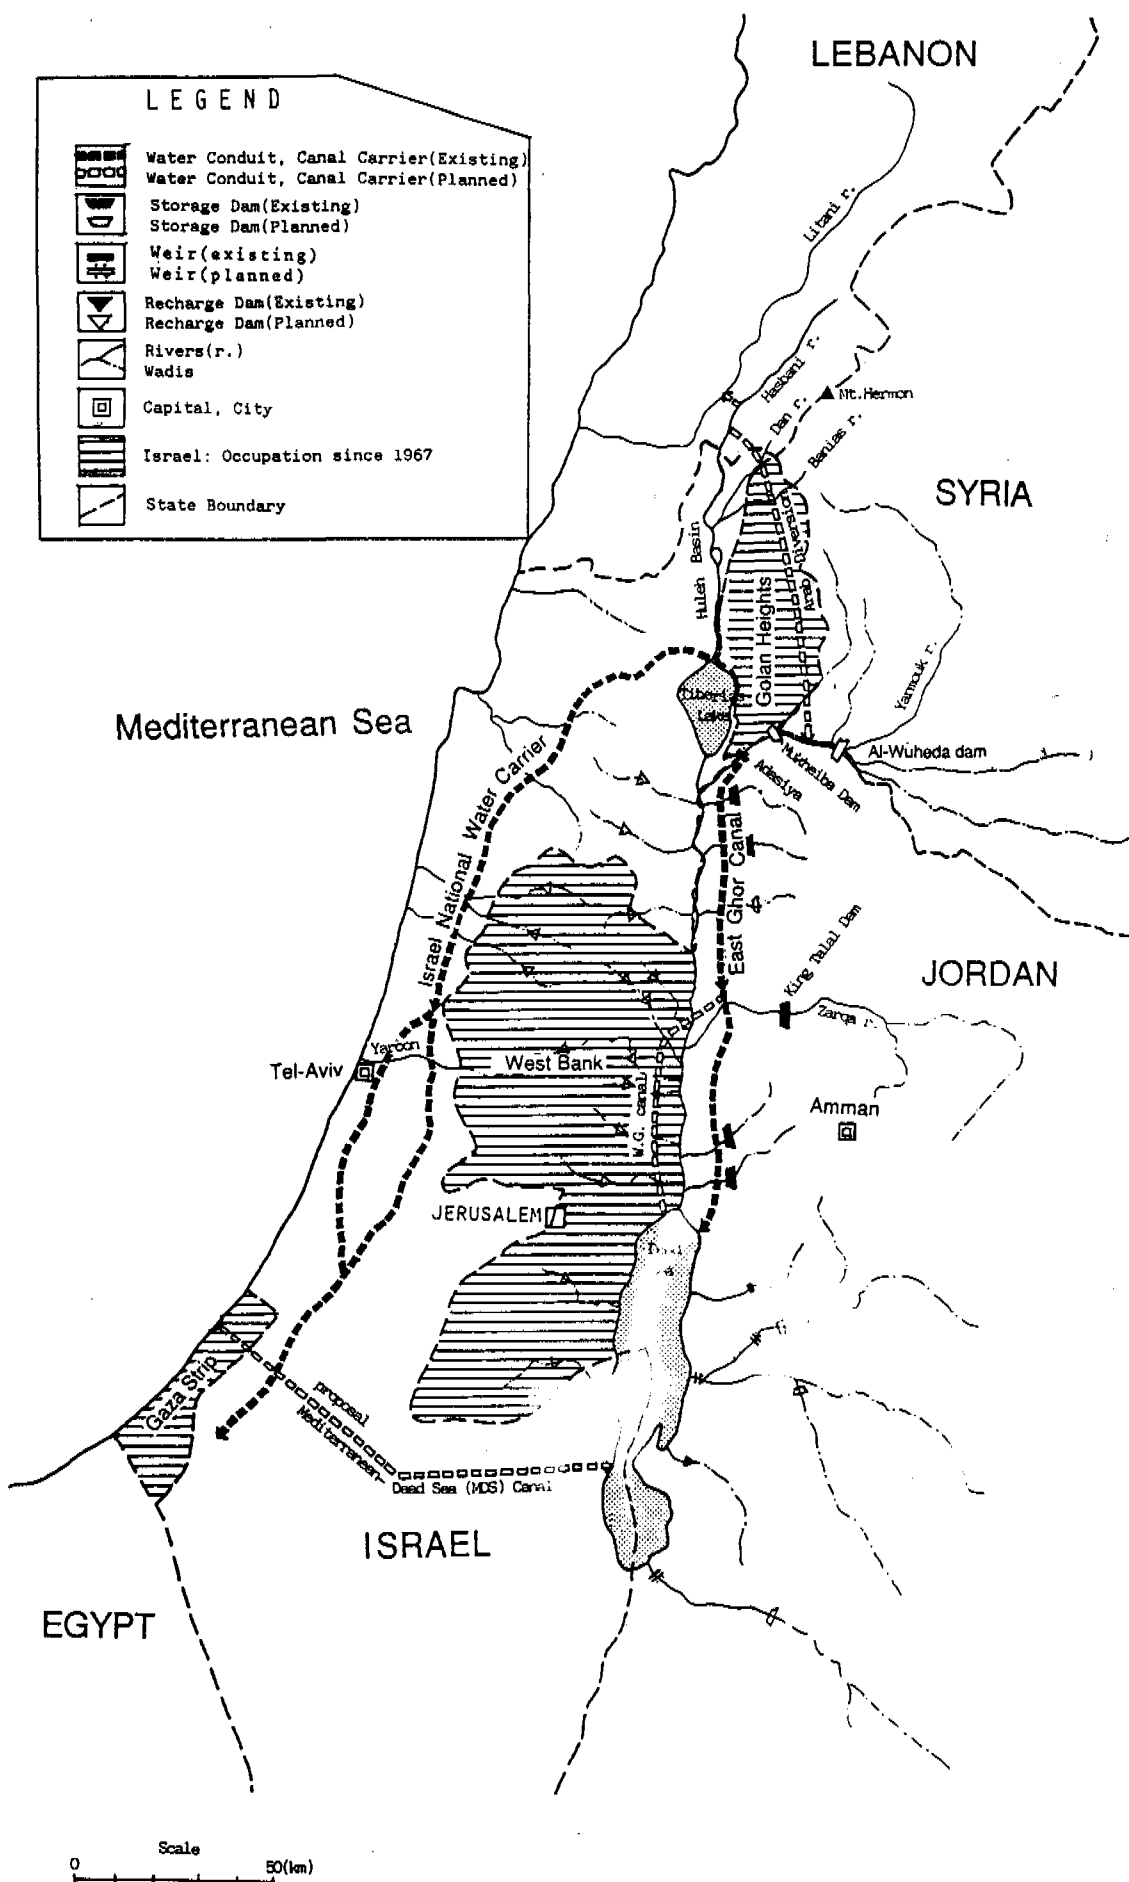 LEBANON
LEGEND
Water Conduit, Canal Carrier(Existing)
Water Conduit, Canal Carrier(Planned)
Storage Dam(Existing)
Storage Dam(Planned)
Weir(existing)
Weir(planned)
Recharge Dam(Existing)
Recharge Dam(Planned)
Rivers(r.)
Wadis
Capital, City
Israel: Occupation since 1967
State Boundary
Litani r.
Hasbani r.
Mt.Hermon
Dan r.
Banias r.
SYRIA
Huleh Basin
Golan Heights
Arab Diversion
Yarmouk r.
Mediterranean Sea
Lake
Al-Wuheda dam
Mukheiba Dam
Adasiya
Israel National Water Carrier
East Ghor Canal
King Talal Dam
JORDAN
Zarqa r.
Yarcon
Tel-Aviv
West Bank
W.G. canal
Amman
JERUSALEM
Gaza Strip
proposal
Mediterranean-
Dead Sea (MDS) Canal
ISRAEL
EGYPT
Scale
0 50(km)